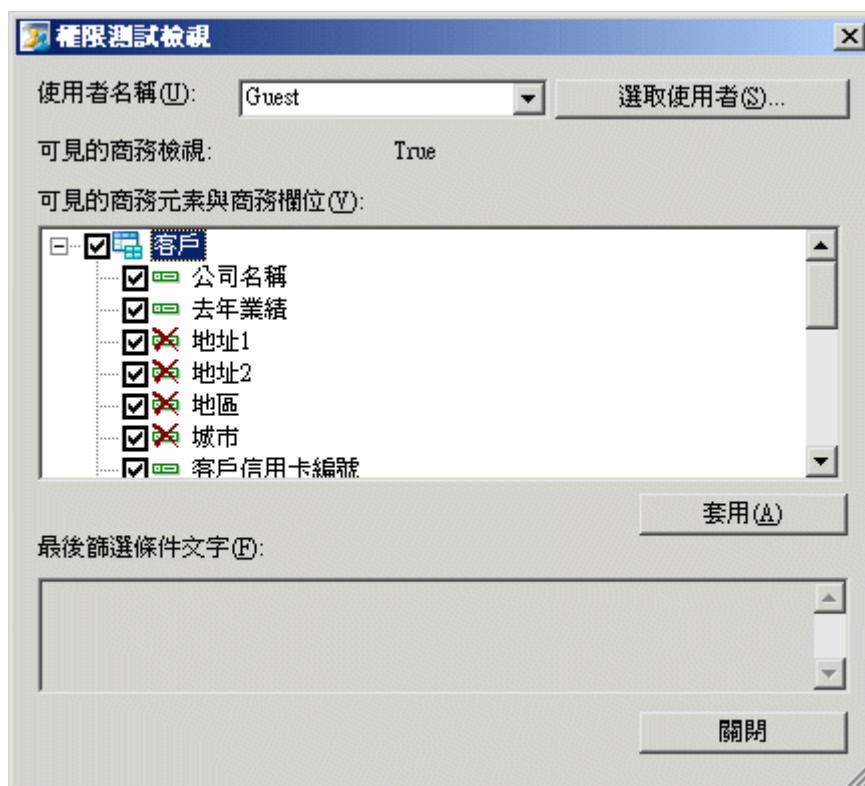 權限測試檢視
使用者名稱(U): Guest 選取使用者(S)...
可見的商務檢視: True
可見的商務元素與商務欄位(V):
客戶
公司名稱
去年業績
地址1
地址2
地區
城市
客戶信用卡編號
套用(A)
最後篩選條件文字(F):
關閉